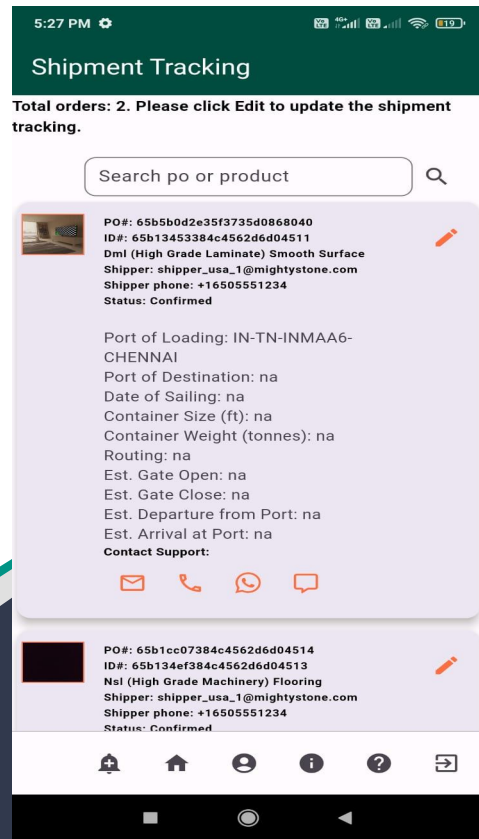 5:27 PM
4G+
19
Shipment Tracking
Total orders: 2. Please click Edit to update the shipment
tracking.
Search po or product
PO#: 65b5b0d2e35f3735d0868040
ID#: 65b13453384c4562d6d04511
Dml (High Grade Laminate) Smooth Surface
Shipper: shipper_usa_1@mightystone.com
Shipper phone: +16505551234
Status: Confirmed
Port of Loading: IN-TN-INMAA6-
CHENNAI
Port of Destination: na
Date of Sailing: na
Container Size (ft): na
Container Weight (tonnes): na
Routing: na
Est. Gate Open: na
Est. Gate Close: na
Est. Departure from Port: na
Est. Arrival at Port: na
Contact Support:
PO#: 65b1cc07384c4562d6d04514
ID#: 65b134ef384c4562d6d04513
Nsl (High Grade Machinery) Flooring
Shipper: shipper_usa_1@mightystone.com
Shipper phone: +16505551234
Status: Confirmed